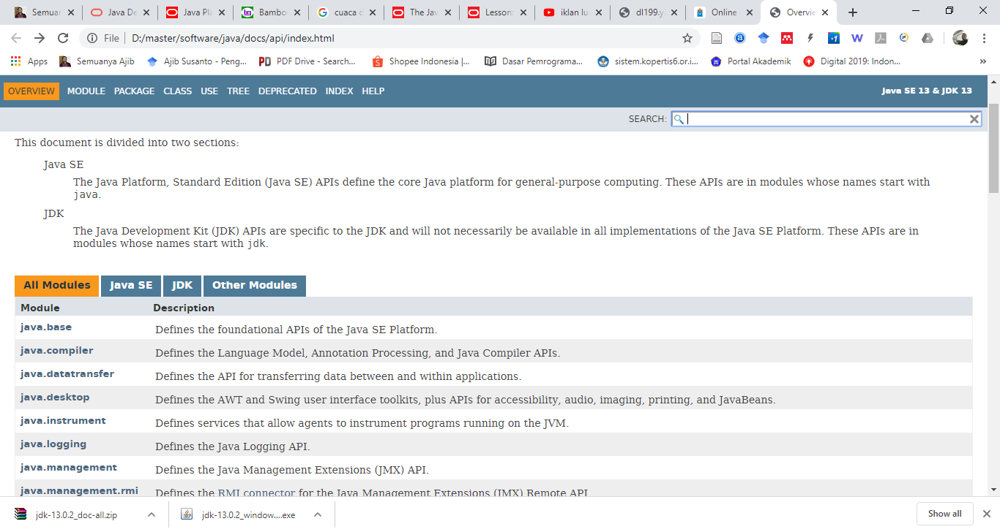 Semuar
Java De
Java Pla
Bambo
cuaca c
The Jav
Lesson:
iklan lu
dl199.y
Online
Overvie
File | D:/master/software/java/docs/api/index.html
Apps
Semuanya Ajib
Ajib Susanto - Peng...
PDF Drive - Search...
Shopee Indonesia |...
Dasar Pemrograma...
sistem.kopertis6.or.i...
Portal Akademik
Digital 2019: Indon...
»
OVERVIEW MODULE PACKAGE CLASS USE TREE DEPRECATED INDEX HELP
Java SE 13 & JDK 13
SEARCH:
This document is divided into two sections:
Java SE
The Java Platform, Standard Edition (Java SE) APIs define the core Java platform for general-purpose computing. These APIs are in modules whose names start with
java.
JDK
The Java Development Kit (JDK) APIs are specific to the JDK and will not necessarily be available in all implementations of the Java SE Platform. These APIs are in
modules whose names start with jdk.
All Modules Java SE JDK Other Modules
Module Description
java.base Defines the foundational APIs of the Java SE Platform.
java.compiler Defines the Language Model, Annotation Processing, and Java Compiler APIs.
java.datatransfer Defines the API for transferring data between and within applications.
java.desktop Defines the AWT and Swing user interface toolkits, plus APIs for accessibility, audio, imaging, printing, and JavaBeans.
java.instrument Defines services that allow agents to instrument programs running on the JVM.
java.logging Defines the Java Logging API.
java.management Defines the Java Management Extensions (JMX) API.
java.management.rmi Defines the RMI connector for the Java Management Extensions (JMX) Remote API
jdk-13.0.2_doc-all.zip
jdk-13.0.2_window....exe
Show all